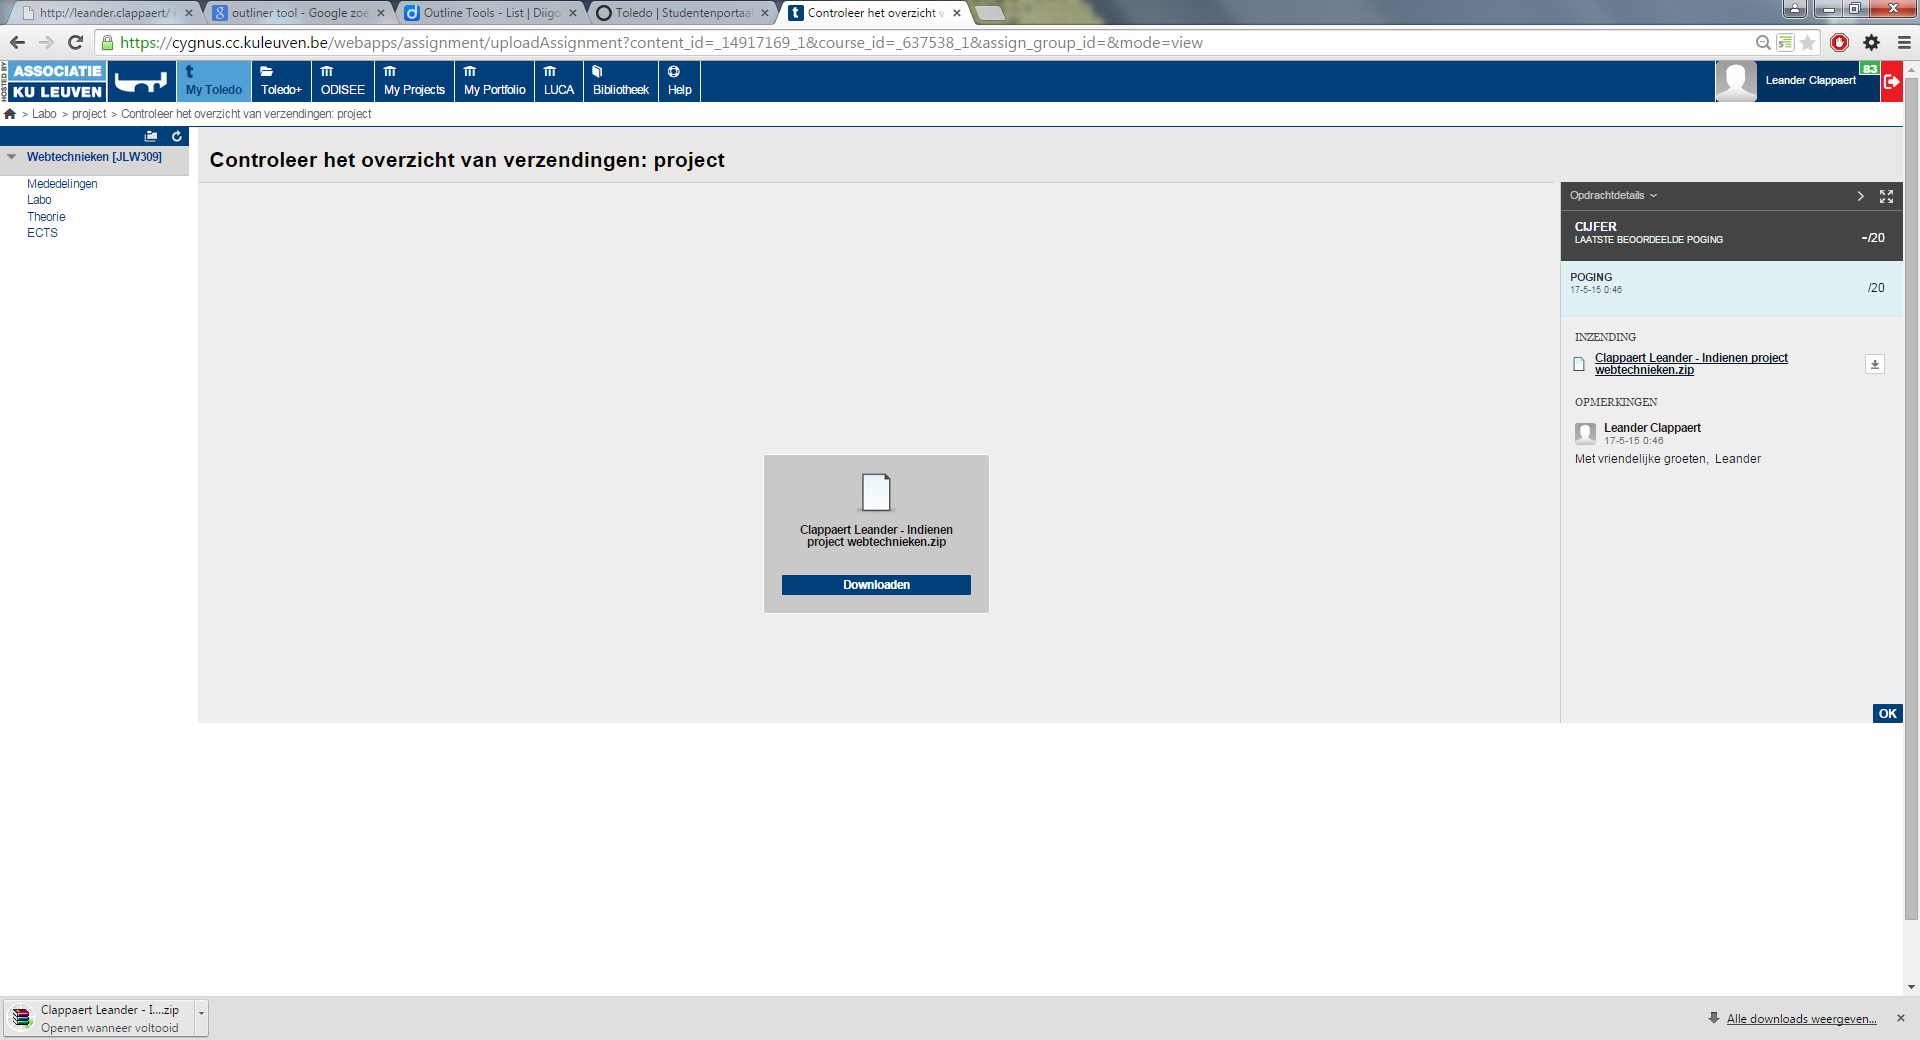 http://leander.clappaert/ i
outliner tool - Google zoe
Outline Tools - List | Diigo
Toledo | Studentenportaal
Controleer het overzicht v
https://cygnus.cc.kuleuven.be/webapps/assignment/uploadAssignment?content_id=_14917169_1&course_id=_637538_1&assign_group_id=&mode=view
HOSTED BY
ASSOCIATIE
KU LEUVEN
My Toledo
Toledo+
ODISEE
My Projects
My Portfolio
LUCA
Bibliotheek
Help
Leander Clappaert
83
> Labo > project > Controleer het overzicht van verzendingen: project
Webtechnieken [JLW309]
Mededelingen
Labo
Theorie
ECTS
Controleer het overzicht van verzendingen: project
Clappaert Leander - Indienen
project webtechnieken.zip
Downloaden
Opdrachtdetails
CIJFER
LAATSTE BEOORDEELDE POGING
-/20
POGING
17-5-15 0:46
/20
INZENDING
Clappaert Leander - Indienen project
webtechnieken.zip
OPMERKINGEN
Leander Clappaert
17-5-15 0:46
Met vriendelijke groeten, Leander
OK
Clappaert Leander - I....zip
Openen wanneer voltooid
Alle downloads weergeven...